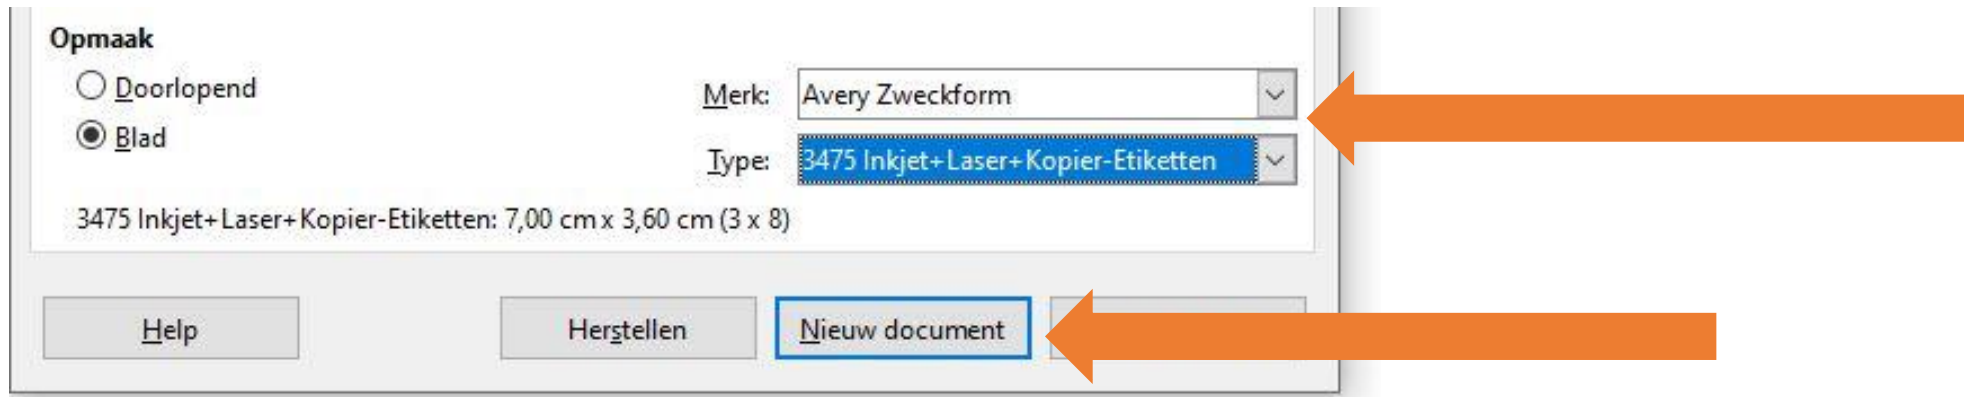 Opmaak
Doorlopend
Merk: Avery Zweckform
Blad
Type: 3475 Inkjet+Laser+Kopier-Etiketten
3475 Inkjet+Laser+Kopier-Etiketten: 7,00 cm x 3,60 cm (3 x 8)
Help Herstellen Nieuw document